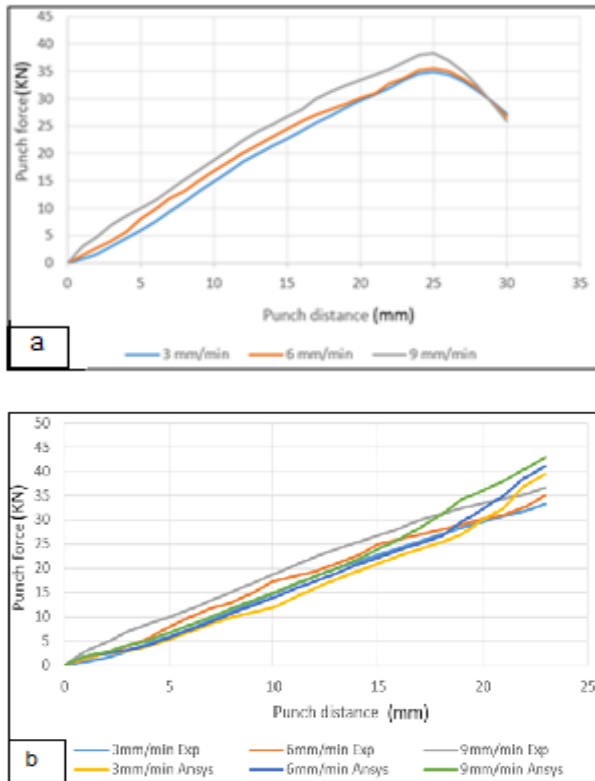 45
40
35
30
25
20
15
10
5
0
Punch force(KN)
0 5 10 15 20 25 30 35
Punch distance (mm)
a
3 mm/min 6 mm/min 9 mm/min
50
45
40
35
30
25
20
15
10
5
0
Punch force (KN)
0 5 10 15 20 25
Punch distance (mm)
b
3mm/min Exp 6mm/min Exp 9mm/min Exp
3mm/min Ansys 6mm/min Ansys 9mm/min Ansys